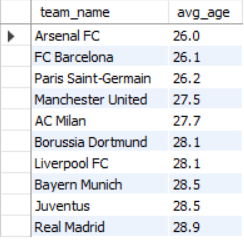 team_name avg_age
Arsenal FC 26.0
FC Barcelona 26.1
Paris Saint-Germain 26.2
Manchester United 27.5
AC Milan 27.7
Borussia Dortmund 28.1
Liverpool FC 28.1
Bayern Munich 28.5
Juventus 28.5
Real Madrid 28.9